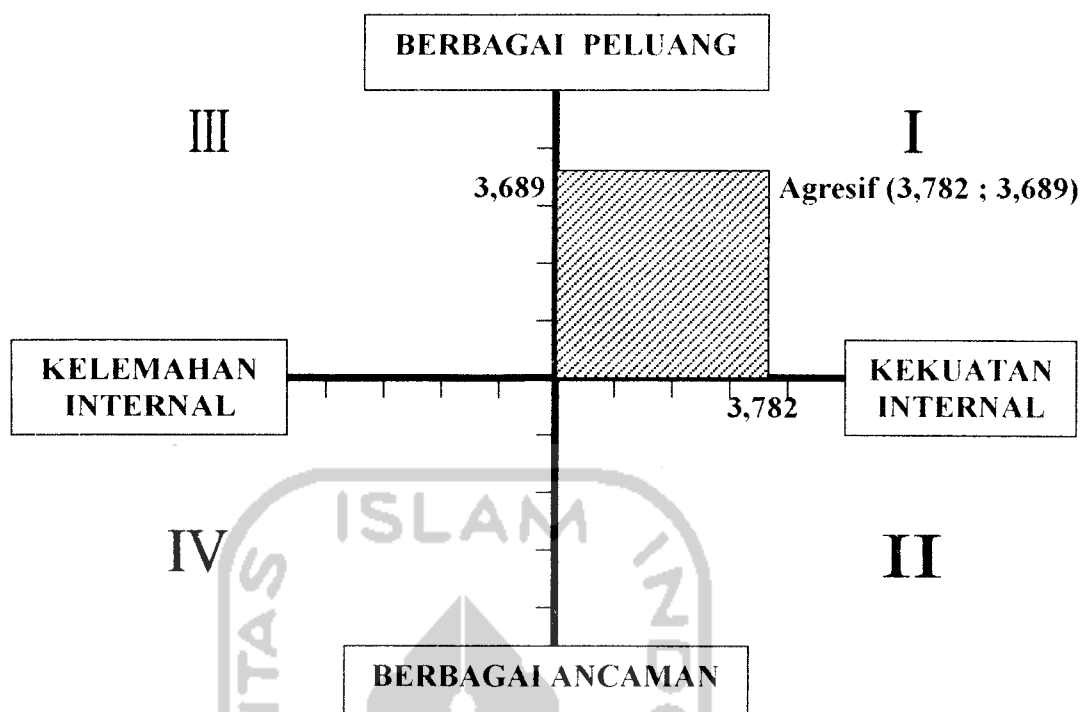 BERBAGAI PELUANG
III
I
3,689
Agresif (3,782 ; 3,689)
KELEMAHAN
INTERNAL
KEKUATAN
INTERNAL
3,782
ISLAM
IV
II
BERBAGAI ANCAMAN